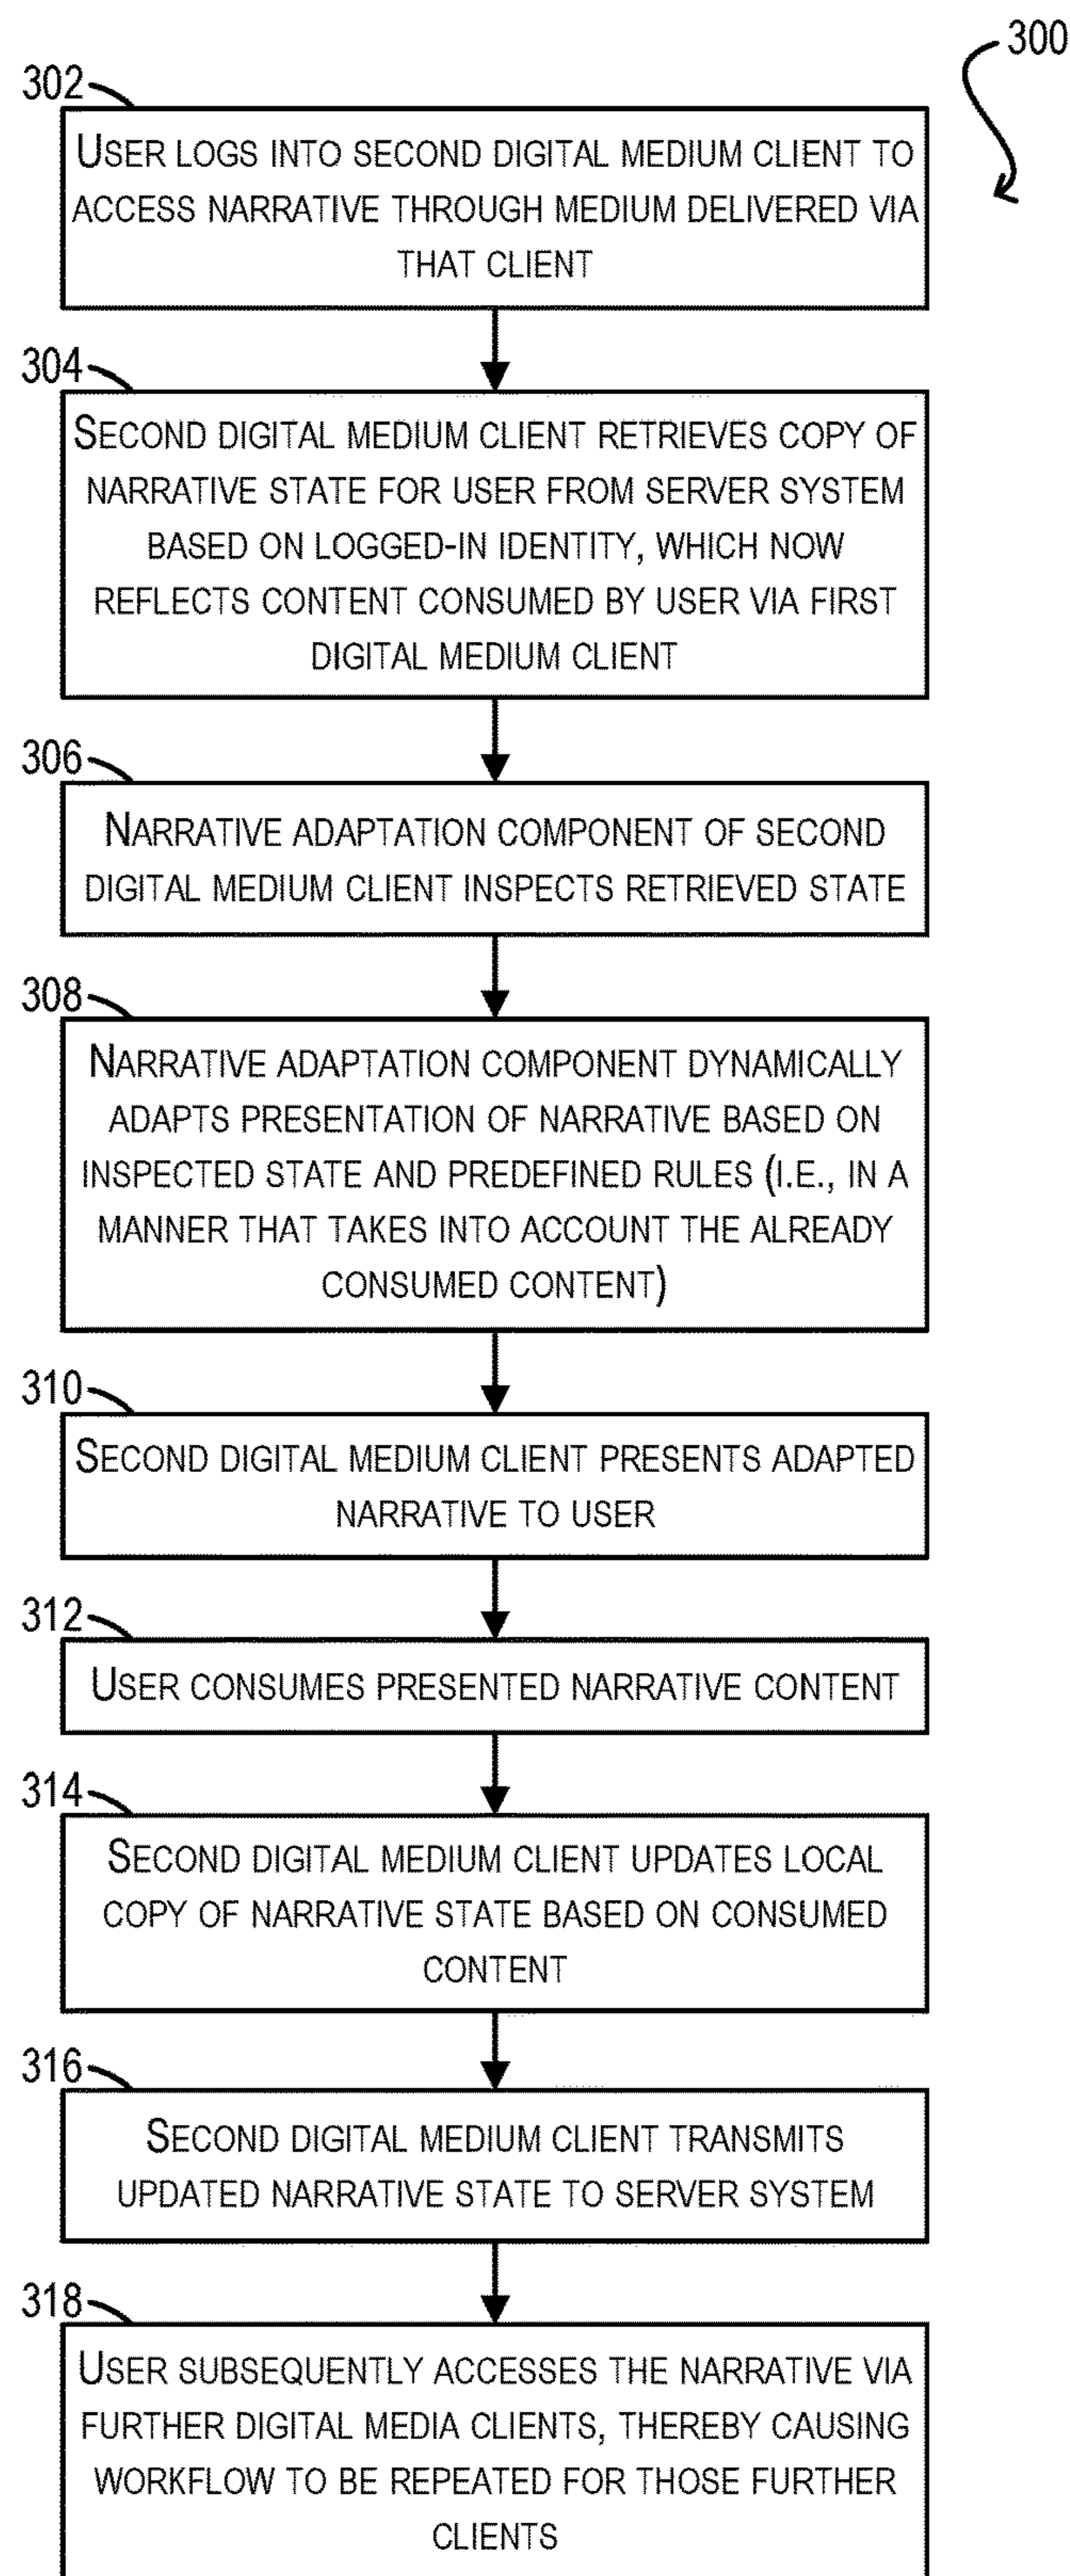 300
302
USER LOGS INTO SECOND DIGITAL MEDIUM CLIENT TO
ACCESS NARRATIVE THROUGH MEDIUM DELIVERED VIA
THAT CLIENT
304
SECOND DIGITAL MEDIUM CLIENT RETRIEVES COPY OF
NARRATIVE STATE FOR USER FROM SERVER SYSTEM
BASED ON LOGGED-IN IDENTITY, WHICH NOW
REFLECTS CONTENT CONSUMED BY USER VIA FIRST
DIGITAL MEDIUM CLIENT
306
NARRATIVE ADAPTATION COMPONENT OF SECOND
DIGITAL MEDIUM CLIENT INSPECTS RETRIEVED STATE
308
NARRATIVE ADAPTATION COMPONENT DYNAMICALLY
ADAPTS PRESENTATION OF NARRATIVE BASED ON
INSPECTED STATE AND PREDEFINED RULES (I.E., IN A
MANNER THAT TAKES INTO ACCOUNT THE ALREADY
CONSUMED CONTENT)
310
SECOND DIGITAL MEDIUM CLIENT PRESENTS ADAPTED
NARRATIVE TO USER
312
USER CONSUMES PRESENTED NARRATIVE CONTENT
314
SECOND DIGITAL MEDIUM CLIENT UPDATES LOCAL
COPY OF NARRATIVE STATE BASED ON CONSUMED
CONTENT
316
SECOND DIGITAL MEDIUM CLIENT TRANSMITS
UPDATED NARRATIVE STATE TO SERVER SYSTEM
318
USER SUBSEQUENTLY ACCESSES THE NARRATIVE VIA
FURTHER DIGITAL MEDIA CLIENTS, THEREBY CAUSING
WORKFLOW TO BE REPEATED FOR THOSE FURTHER
CLIENTS